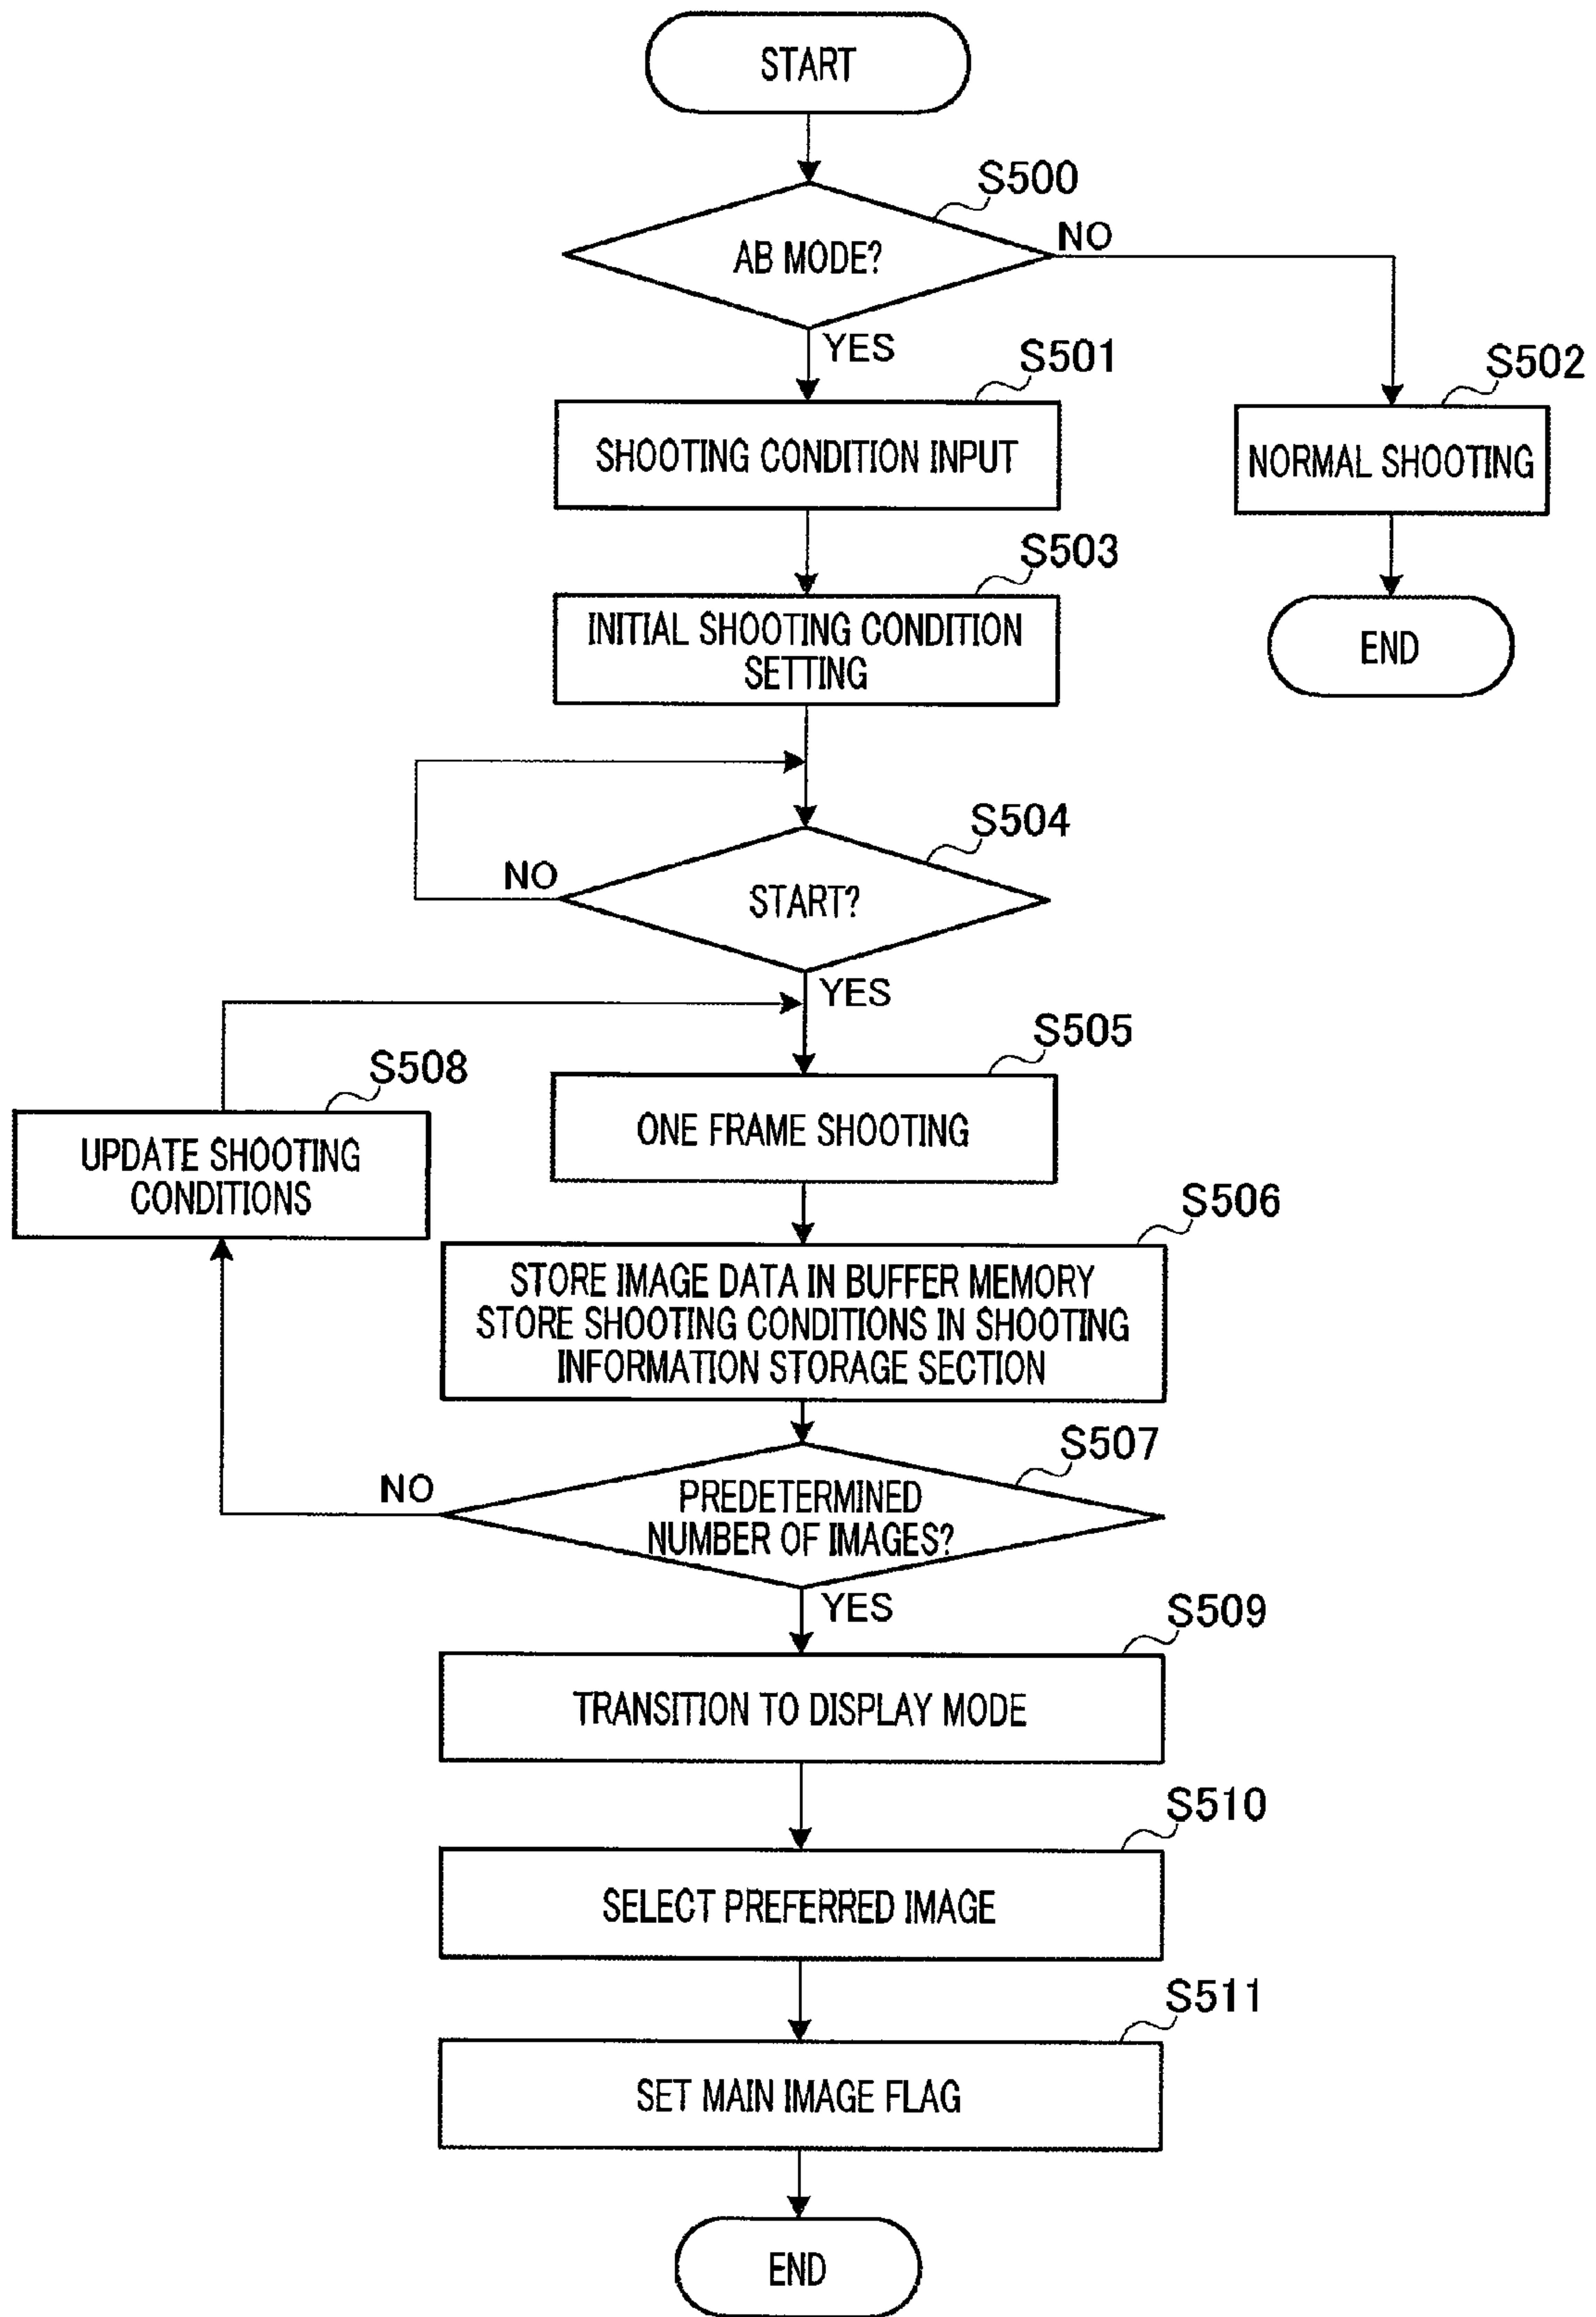 START
S500
AB MODE?
NO
YES
S501
SHOOTING CONDITION INPUT
S502
NORMAL SHOOTING
END
S503
INITIAL SHOOTING CONDITION
SETTING
S504
START?
NO
YES
S505
ONE FRAME SHOOTING
S508
UPDATE SHOOTING
CONDITIONS
S506
STORE IMAGE DATA IN BUFFER MEMORY
STORE SHOOTING CONDITIONS IN SHOOTING
INFORMATION STORAGE SECTION
S507
PREDETERMINED
NUMBER OF IMAGES?
NO
YES
S509
TRANSITION TO DISPLAY MODE
S510
SELECT PREFERRED IMAGE
S511
SET MAIN IMAGE FLAG
END